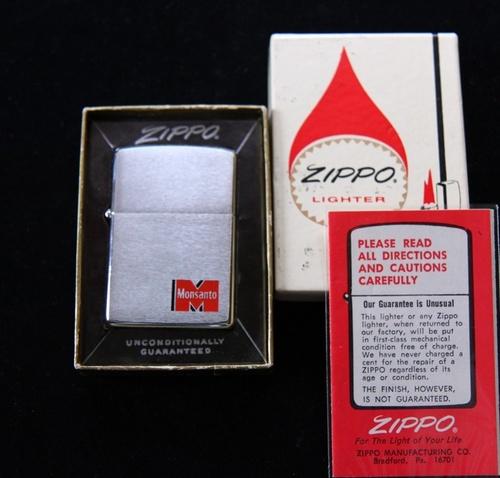 ZIPPO.
Monsanto
UNCONDITIONALLY
GUARANTEED
ZIPPO.
LIGHTER
PLEASE READ
ALL DIRECTIONS
AND CAUTIONS
CAREFULLY
Our Guarantee is Unusual
This lighter or any Zippo
lighter, when returned to
our factory, will be put
in first-class mechanical
condition free of charge.
We have never charged a
cent for the repair of a
ZIPPO regardless of its
age or condition.
THE FINISH, HOWEVER,
IS NOT GUARANTEED.
ZIPPO®
For The Light of Your Life
ZIPPO MANUFACTURING CO.
Bradford, Pa. 16701